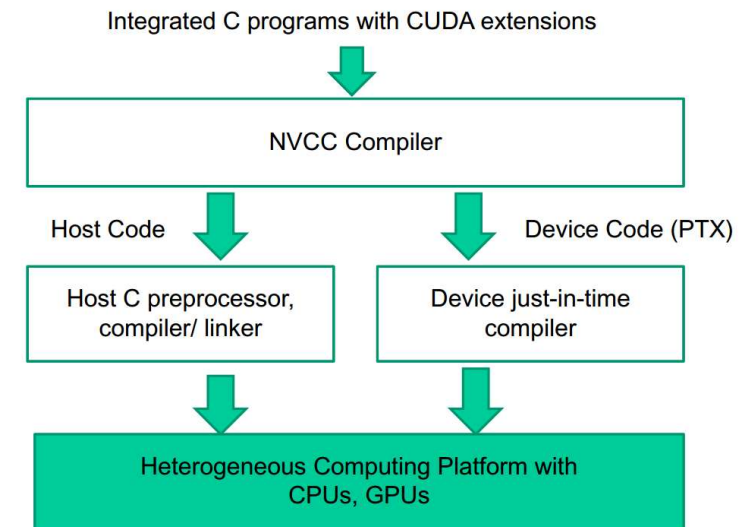 Integrated C programs with CUDA extensions
NVCC Compiler
Host Code
Device Code (PTX)
Host C preprocessor,
compiler/ linker
Device just-in-time
compiler
Heterogeneous Computing Platform with
CPUs, GPUs